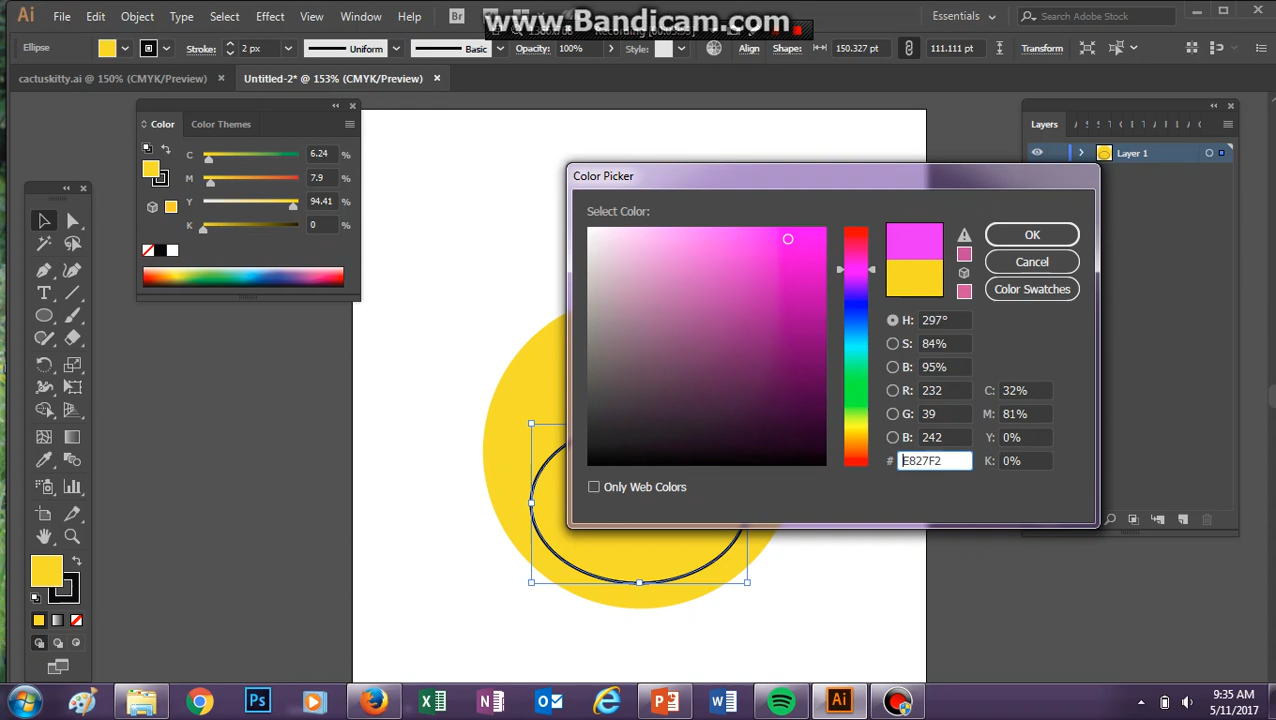 Ai File Edit Object Type Select Effect View Window Help Br
www.Bandicam.com
Essentials Search Adobe Stock
Ellipse Stroke: 2 px Uniform Basic Opacity: 100% Style: Align Shape: 150.327 pt 111.111 pt Transform
cactuskitty.ai @ 150% (CMYK/Preview) × Untitled-2* @ 153% (CMYK/Preview) ×
Color Color Themes
C 6.24 %
M 7.9 %
Y 94.41 %
K 0 %
Layers
Layer 1
Color Picker
Select Color:
OK
Cancel
Color Swatches
H: 297°
S: 84%
B: 95%
R: 232 C: 32%
G: 39 M: 81%
B: 242 Y: 0%
# E827F2 K: 0%
Only Web Colors
T
Ps X N O W Ai
9:35 AM
5/11/2017